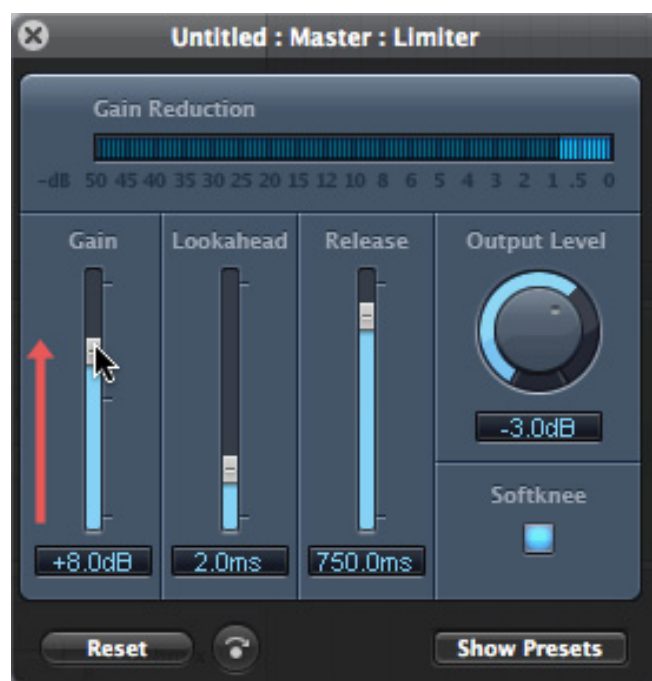 Untitled : Master : Limiter
Gain Reduction
-dB 50 45 40 35 30 25 20 15 12 10 8 6 5 4 3 2 1 .5 0
Gain
Lookahead
Release
Output Level
-3.0dB
Softknee
+8.0dB
2.0ms
750.0ms
Reset
Show Presets